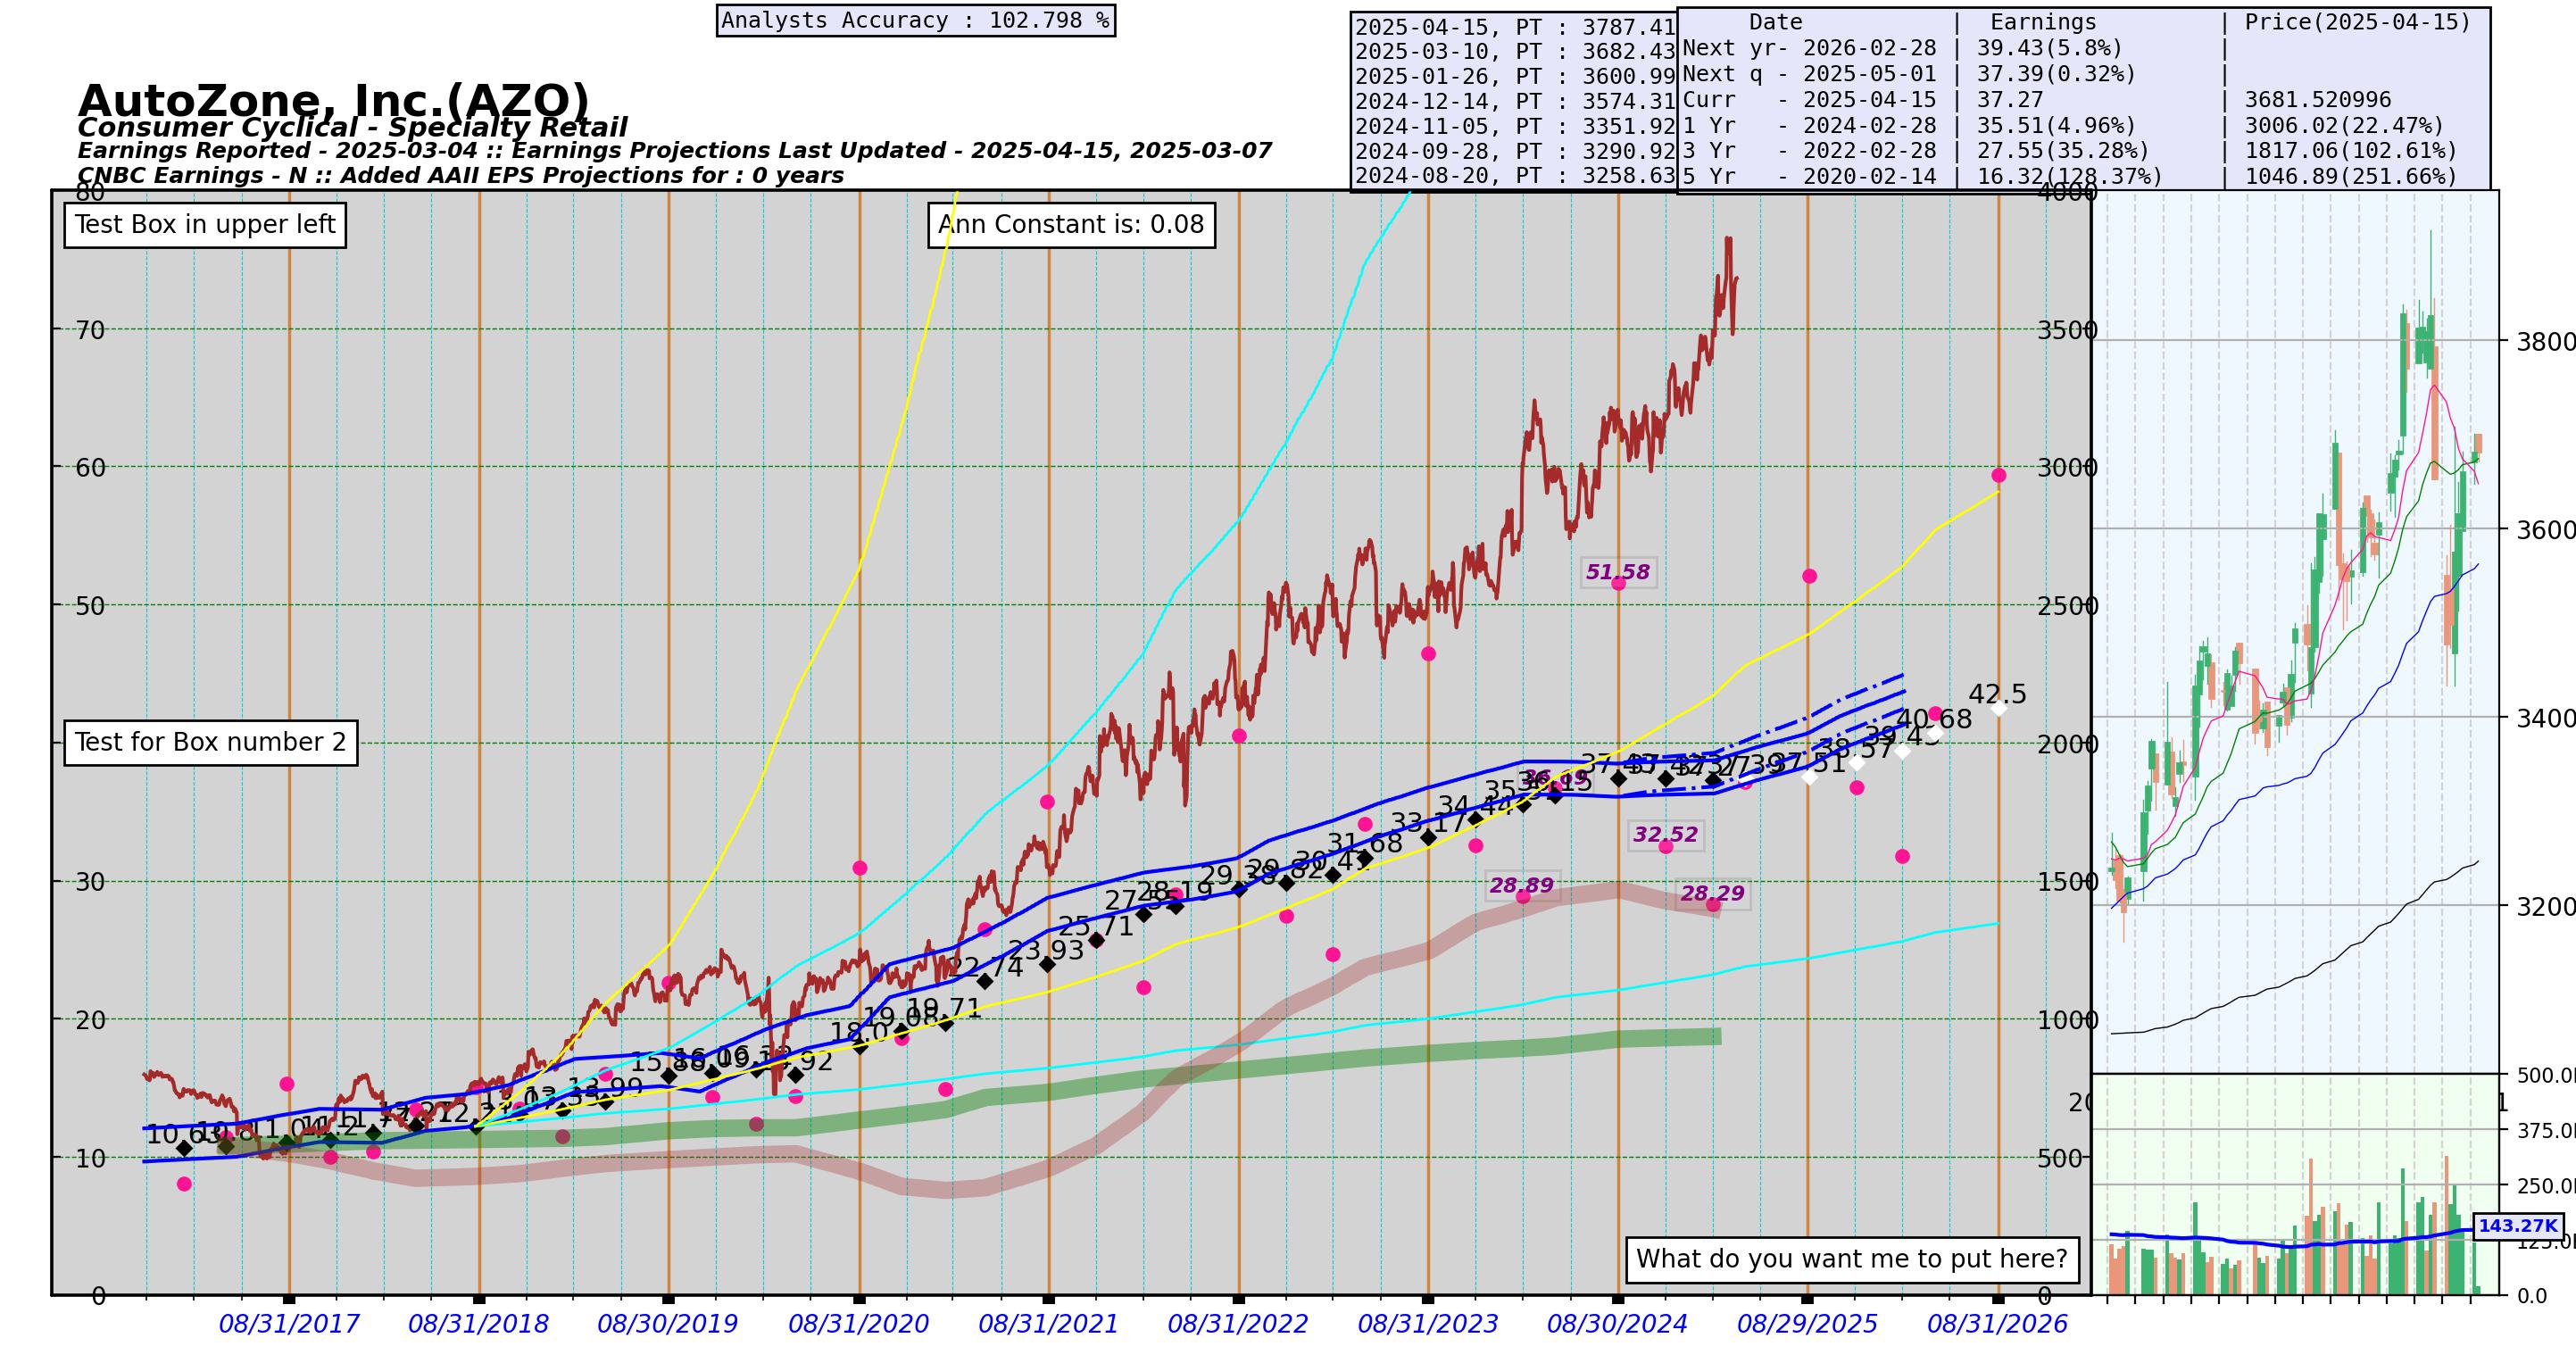 Analysts Accuracy : 102.798 %
2025-04-15, PT : 3787.41
2025-03-10, PT : 3682.43
2025-01-26, PT : 3600.99
2024-12-14, PT : 3574.31
2024-11-05, PT : 3351.92
2024-09-28, PT : 3290.92
2024-08-20, PT : 3258.63
Date | Earnings | Price(2025-04-15)
Next yr- 2026-02-28 | 39.43(5.8%) |
Next q - 2025-05-01 | 37.39(0.32%) |
Curr - 2025-04-15 | 37.27 | 3681.520996
1 Yr - 2024-02-28 | 35.51(4.96%) | 3006.02(22.47%)
3 Yr - 2022-02-28 | 27.55(35.28%) | 1817.06(102.61%)
5 Yr - 2020-02-14 | 16.32(128.37%) | 1046.89(251.66%)
AutoZone, Inc.(AZO)
Consumer Cyclical - Specialty Retail
Earnings Reported - 2025-03-04 :: Earnings Projections Last Updated - 2025-04-15, 2025-03-07
CNBC Earnings - N :: Added AAII EPS Projections for : 0 years
Test Box in upper left
Ann Constant is: 0.08
Test for Box number 2
What do you want me to put here?
80
70
60
50
30
20
10
0
4000
3500
3000
2500
2000
1500
1000
500
0
51.58
32.52
28.89
28.29
42.5
40.68
33.17
31.68
28.19
25.71
23.93
22.74
19.71
19.08
3800
3600
3400
3200
143.27K
0.0
08/31/2017
08/31/2018
08/30/2019
08/31/2020
08/31/2021
08/31/2022
08/31/2023
08/30/2024
08/29/2025
08/31/2026